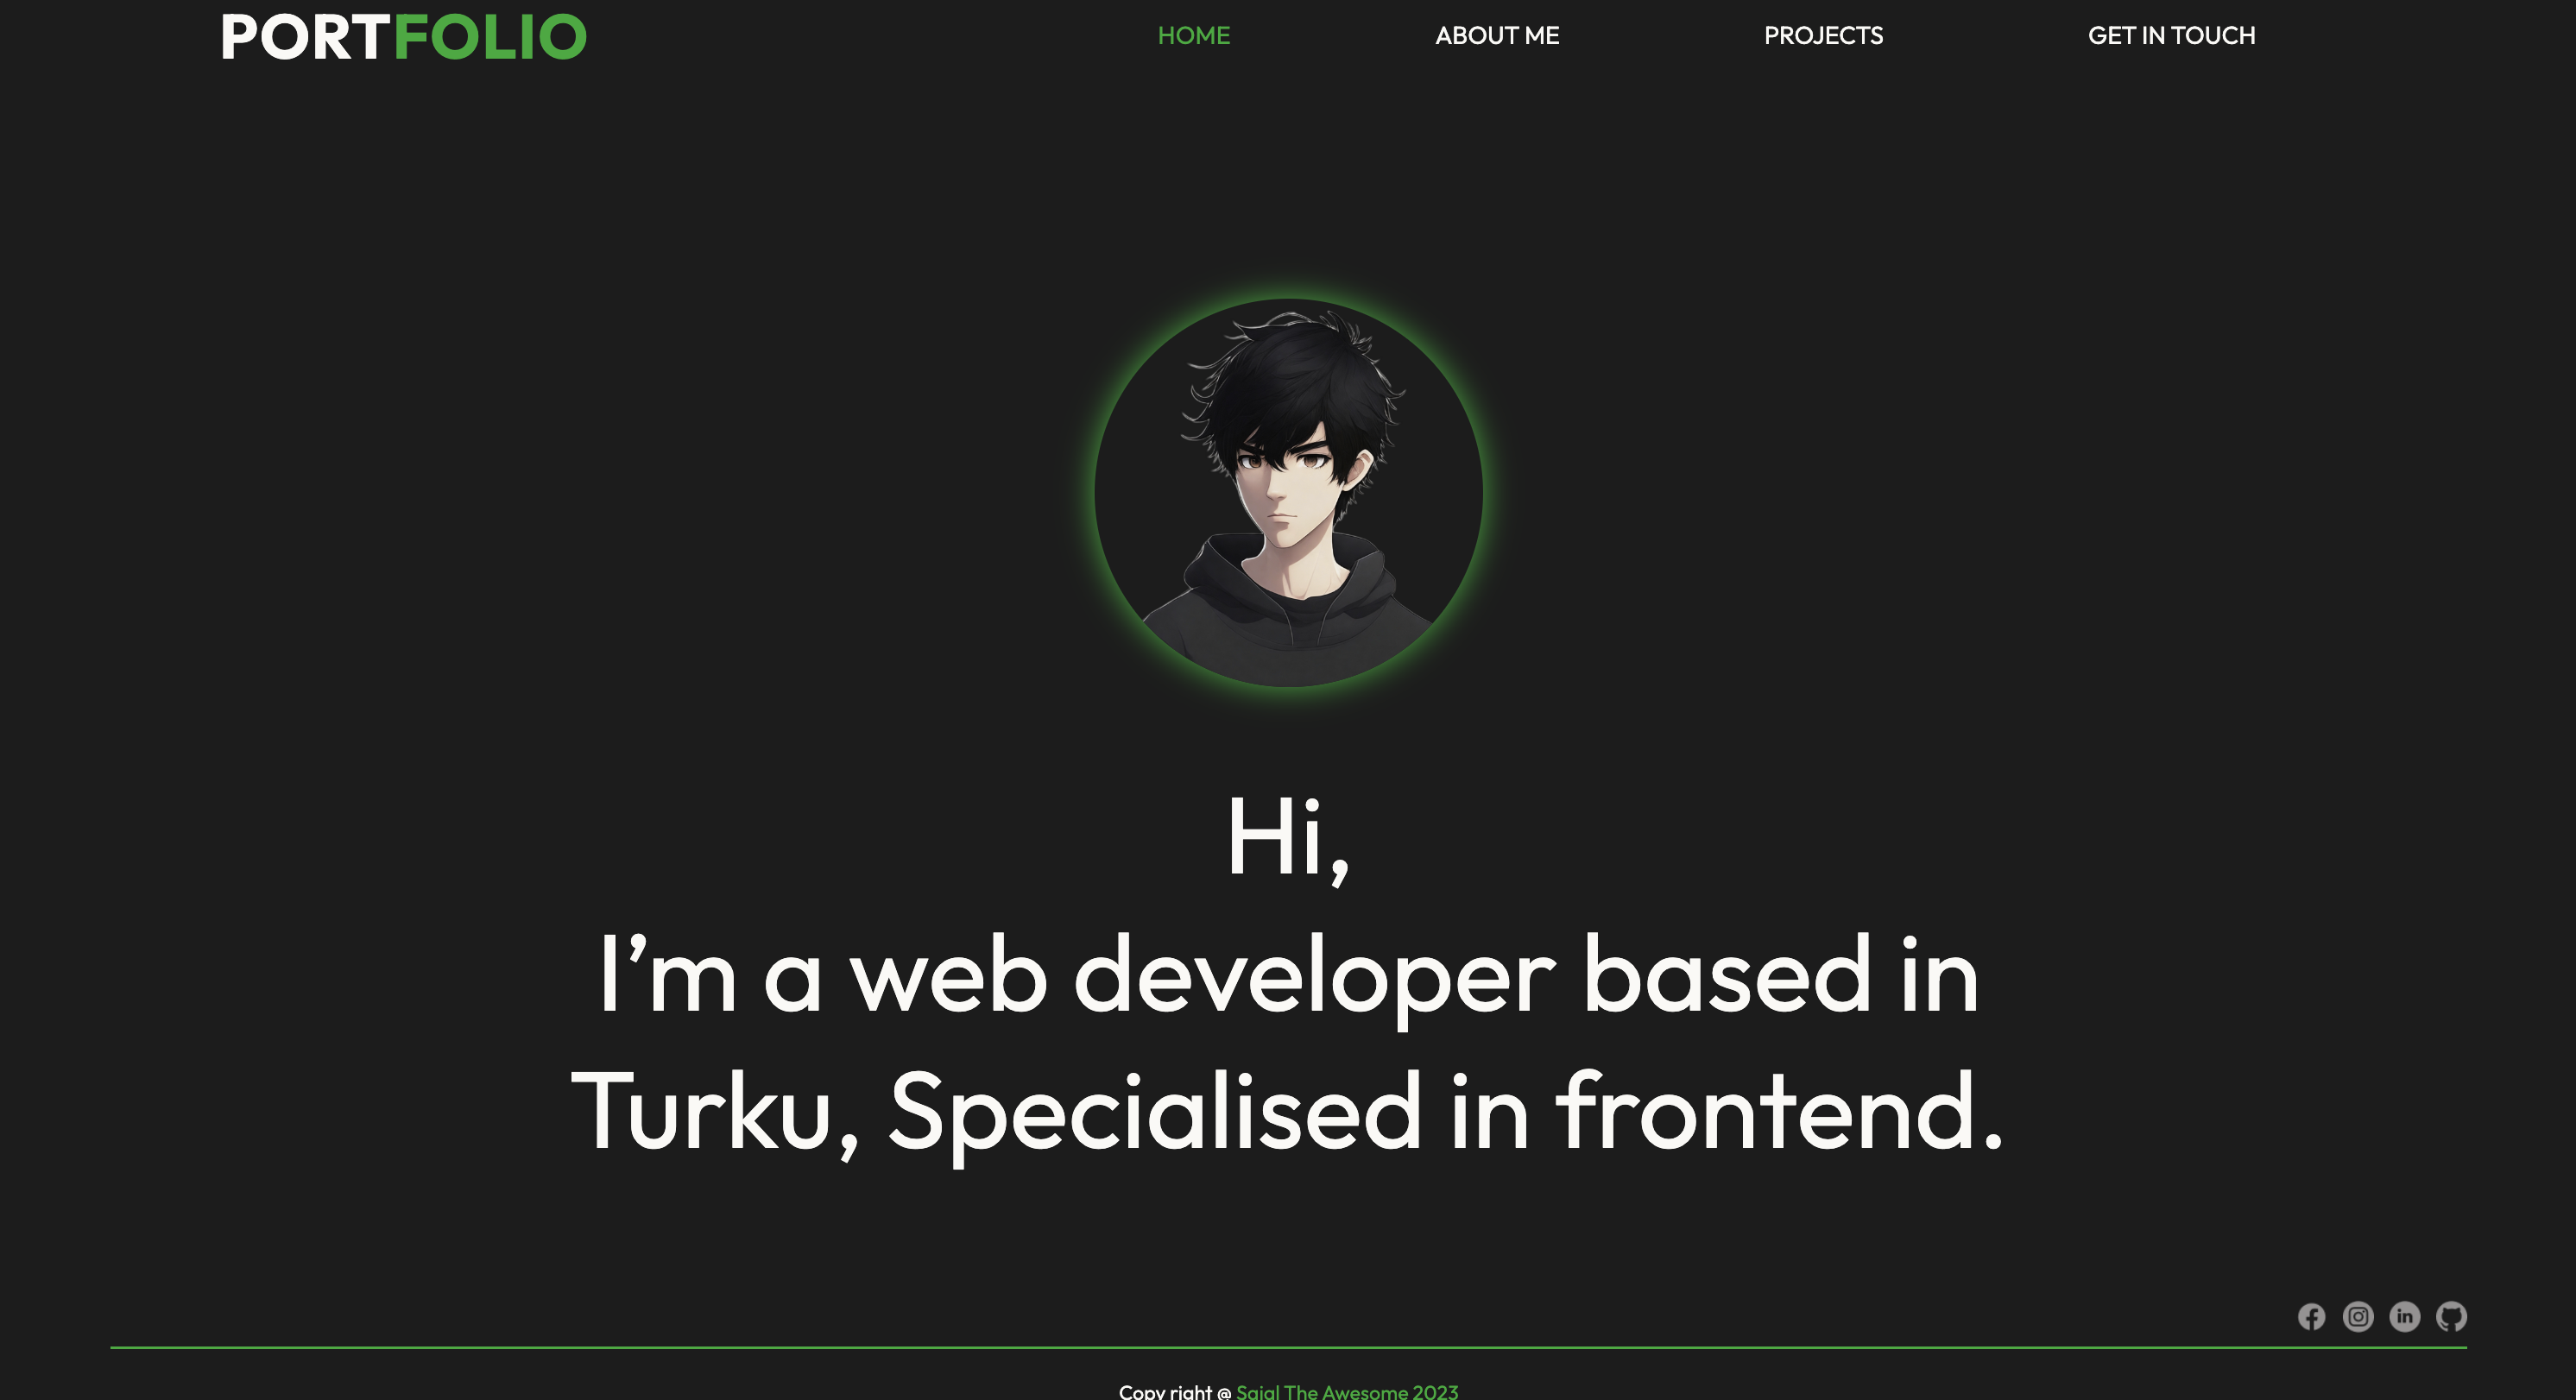 PORTFOLIO
HOME ABOUT ME PROJECTS GET IN TOUCH
Hi,
I’m a web developer based in
Turku, Specialised in frontend.
in
Copy right @ Sajal The Awesome 2023